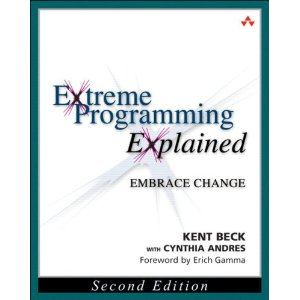 Extreme
Programming
Explained
EMBRACE CHANGE
KENT BECK
WITH CYNTHIA ANDRES
Foreword by Erich Gamma
Second Edition